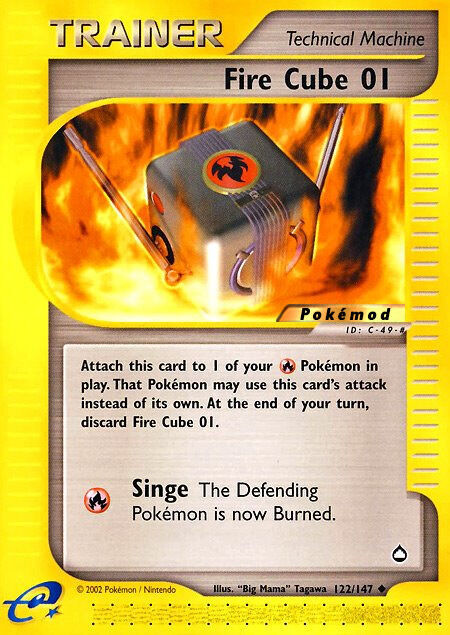 TRAINER
Technical Machine
Fire Cube 01
Pokémod
ID: C-49-#
Attach this card to 1 of your Pokémon in
play. That Pokémon may use this card's attack
instead of its own. At the end of your turn,
discard Fire Cube 01.
Singe The Defending
Pokémon is now Burned.
© 2002 Pokémon / Nintendo Illus. "Big Mama" Tagawa 122/147
e